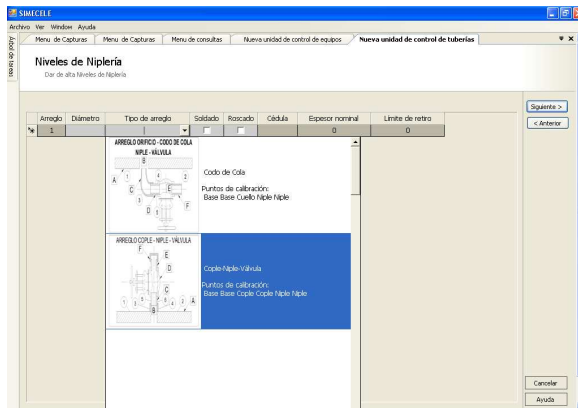 SIMECELE
Archivo Ver Window Ayuda
Menu de Capturas Menu de Capturas Menu de consultas Nueva unidad de control de equipos Nueva unidad de control de tuberías
Árbol de tareas
Niveles de Niplería
Dar de alta Niveles de Niplería
Siguiente >
< Anterior
Arreglo Diámetro Tipo de arreglo Soldado Roscado Cédula Espesor nominal Límite de retiro
1 0 0
ARREGLO ORIFICIO - CODO DE COLA
NIPLE - VÁLVULA
Codo de Cola
Puntos de calibración:
Base Base Cuello Niple Niple
ARREGLO COPLE - NIPLE - VÁLVULA
Cople-Niple-Válvula
Puntos de calibración:
Base Base Cople Cople Niple Niple
Cancelar
Ayuda